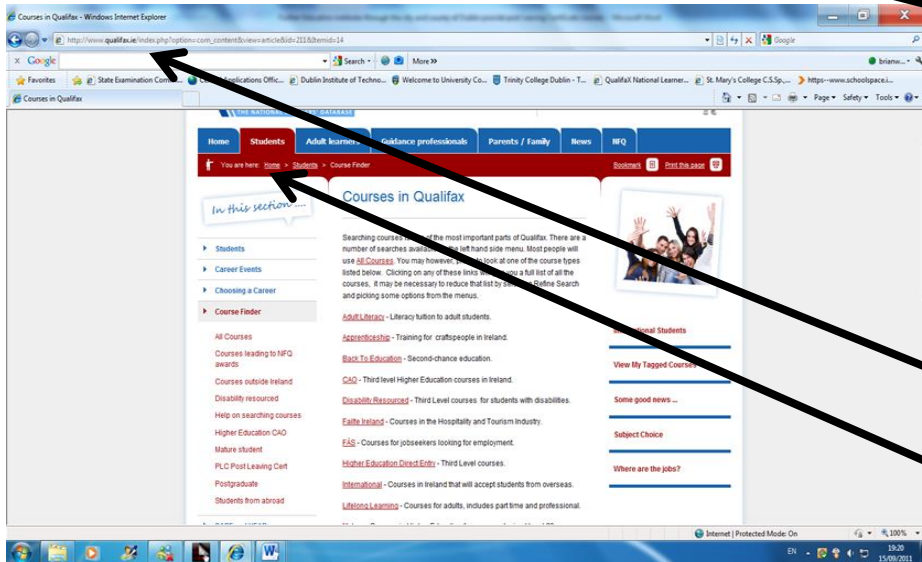 Courses in Qualifax - Windows Internet Explorer
http://www.qualifax.ie/index.php?option=com_content&view=article&id=211&Itemid=14
Google
x Google Search More >>
brianw...
Favorites State Examination Applications Offic... Dublin Institute of Techno... Welcome to University Co... Trinity College Dublin - T... QualifaX National Learner... St. Mary's College C.S.Sp.,... https--www.schoolspace.i...
Courses in Qualifax
Page Safety Tools
THE NATIONAL DATABASE
Home Students Adult learners Guidance professionals Parents / Family News NFQ
You are here: Home > Students > Course Finder Bookmark Print this page
In this section ....
Courses in Qualifax
Searching courses is one of the most important parts of Qualifax. There are a
number of searches available the left hand side menu. Most people will
use All Courses. You may however, to look at one of the course types
listed below. Clicking on any of these links you a full list of all the
courses, it may be necessary to reduce that list by Refine Search
and picking some options from the menus.
Students
Career Events
Choosing a Career
Course Finder
All Courses
Courses leading to NFQ
awards
Courses outside Ireland
Disability resourced
Help on searching courses
Higher Education CAO
Mature student
PLC Post Leaving Cert
Postgraduate
Students from abroad
Adult Literacy - Literacy tuition to adult students.
Apprenticeship - Training for craftspeople in Ireland.
Back To Education - Second-chance education.
CAO - Third level Higher Education courses in Ireland.
Disability Resourced - Third Level courses for students with disabilities.
Failte Ireland - Courses in the Hospitality and Tourism Industry.
FÁS - Courses for jobseekers looking for employment.
Higher Education Direct Entry - Third Level courses.
International - Courses in Ireland that will accept students from overseas.
Lifelong Learning - Courses for adults, includes part time and professional.
Students
View My Tagged Courses
Some good news ...
Subject Choice
Where are the jobs?
Internet | Protected Mode: On 100%
EN 19:20
15/09/2011